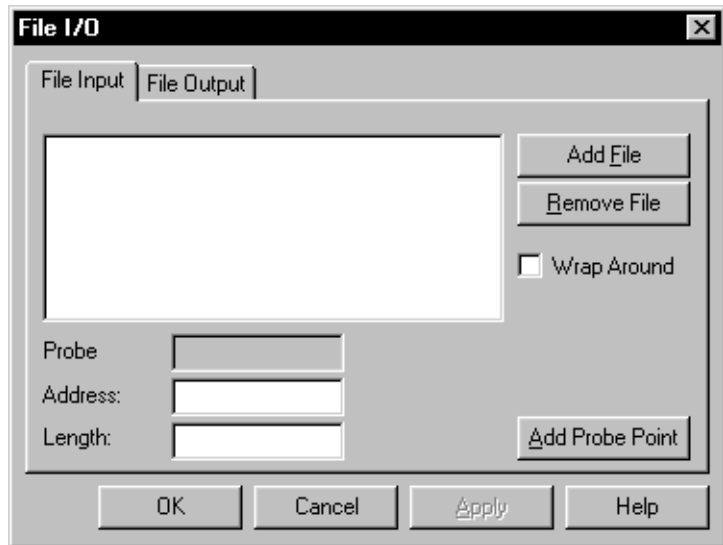 File I/O
File Input File Output
Add File
Remove File
Wrap Around
Probe
Address:
Length:
Add Probe Point
OK Cancel Apply Help